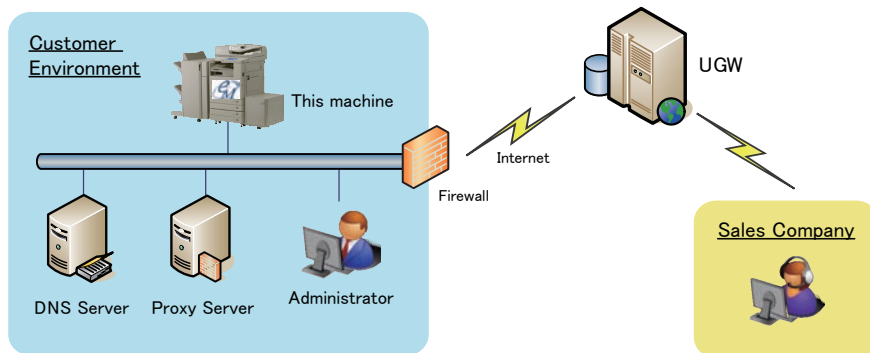 Customer
Environment
This machine
UGW
Internet
Firewall
Sales Company
DNS Server
Proxy Server
Administrator